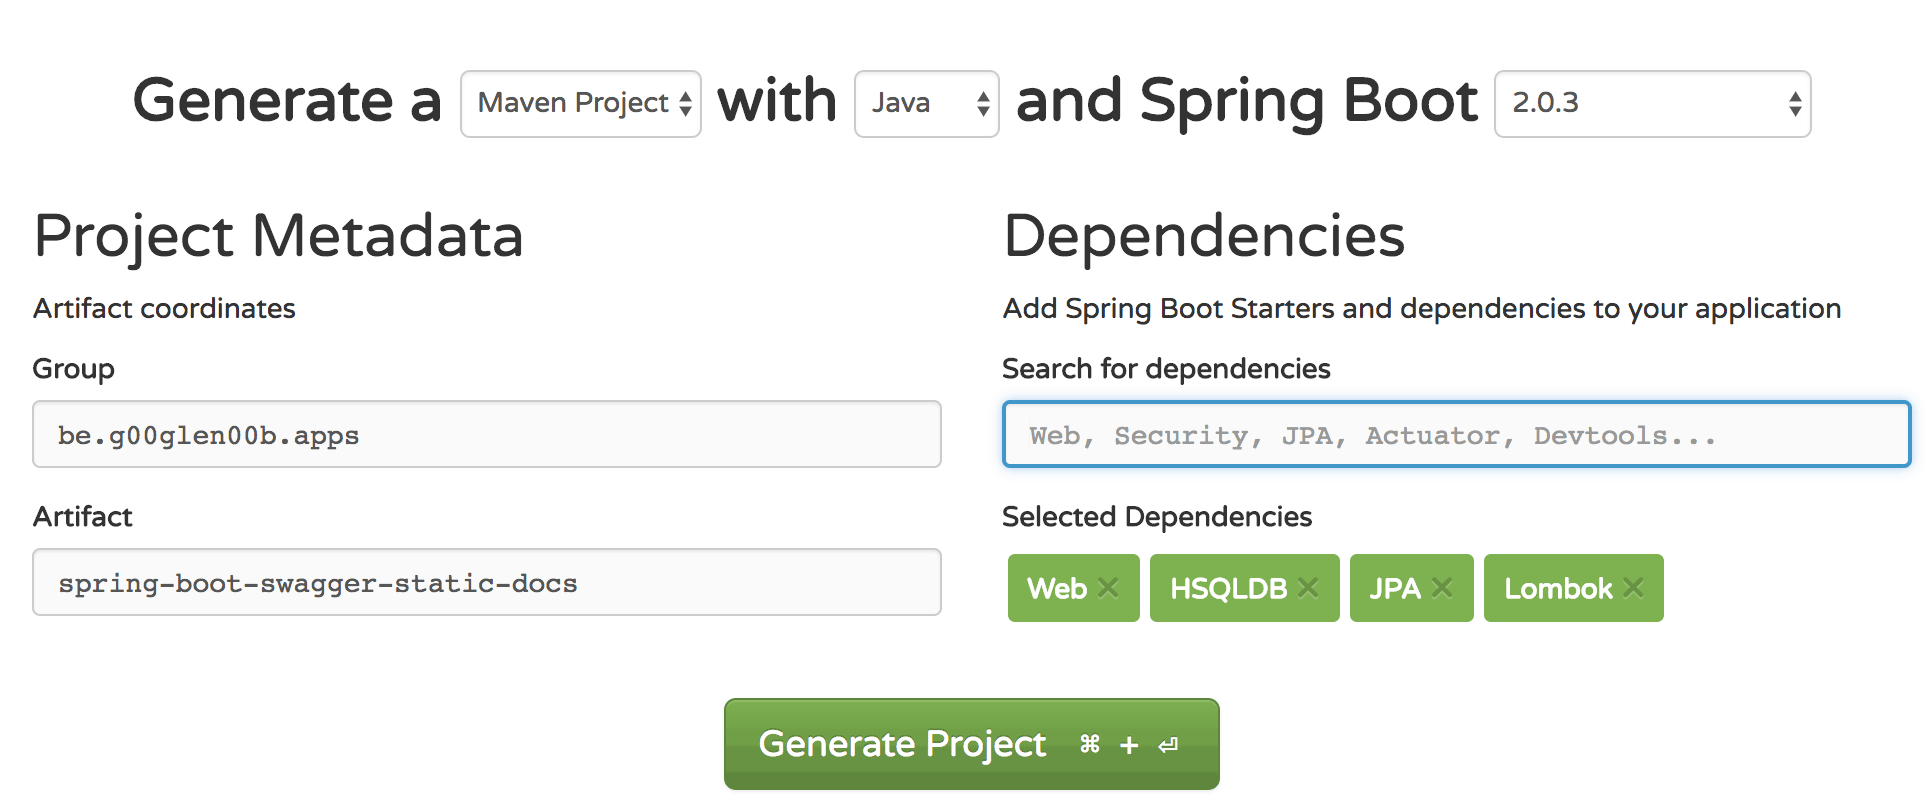 Generate a Maven Project with Java and Spring Boot 2.0.3
Project Metadata
Artifact coordinates
Group
be.g00glen00b.apps
Artifact
spring-boot-swagger-static-docs
Dependencies
Add Spring Boot Starters and dependencies to your application
Search for dependencies
Web, Security, JPA, Actuator, Devtools...
Selected Dependencies
Web × HSQLDB × JPA × Lombok ×
Generate Project ⌘ + ⏎